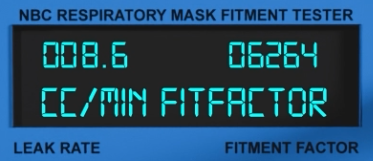 NBC RESPIRATORY MASK FITMENT TESTER
008.6 06264
CC/MIN FITFACTOR
LEAK RATE FITMENT FACTOR